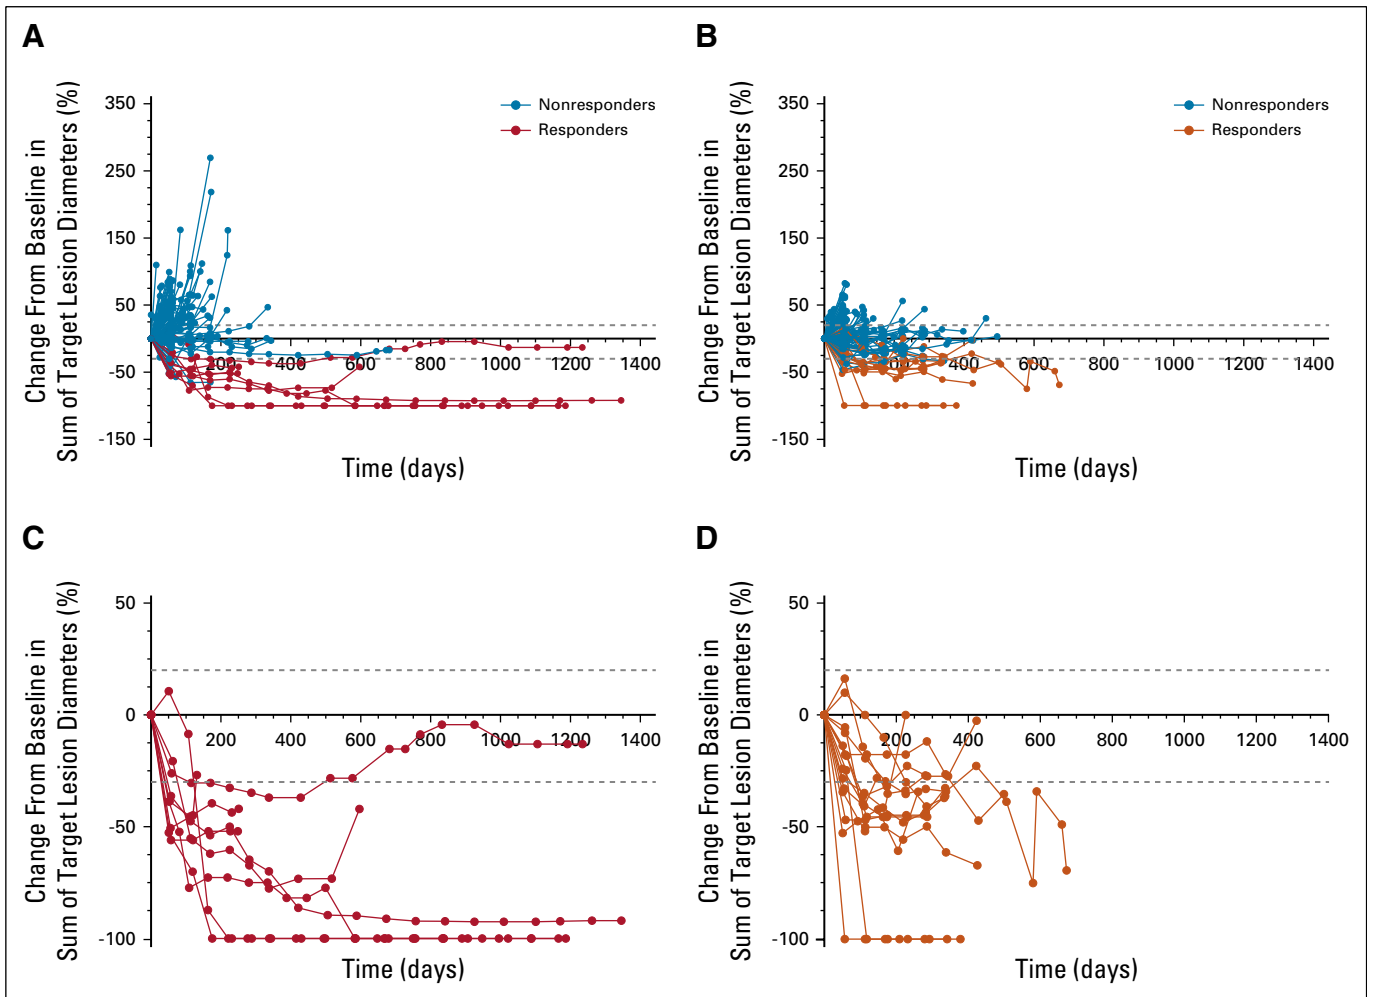 A
Change From Baseline in
Sum of Target Lesion Diameters (%)
350
250
150
50
-50
-150
200 400 600 800 1000 1200 1400
Time (days)
Nonresponders
Responders
B
Change From Baseline in
Sum of Target Lesion Diameters (%)
350
250
150
50
-50
-150
200 400 600 800 1000 1200 1400
Time (days)
Nonresponders
Responders
C
Change From Baseline in
Sum of Target Lesion Diameters (%)
50
0
-50
-100
200 400 600 800 1000 1200 1400
Time (days)
D
Change From Baseline in
Sum of Target Lesion Diameters (%)
50
0
-50
-100
200 400 600 800 1000 1200 1400
Time (days)